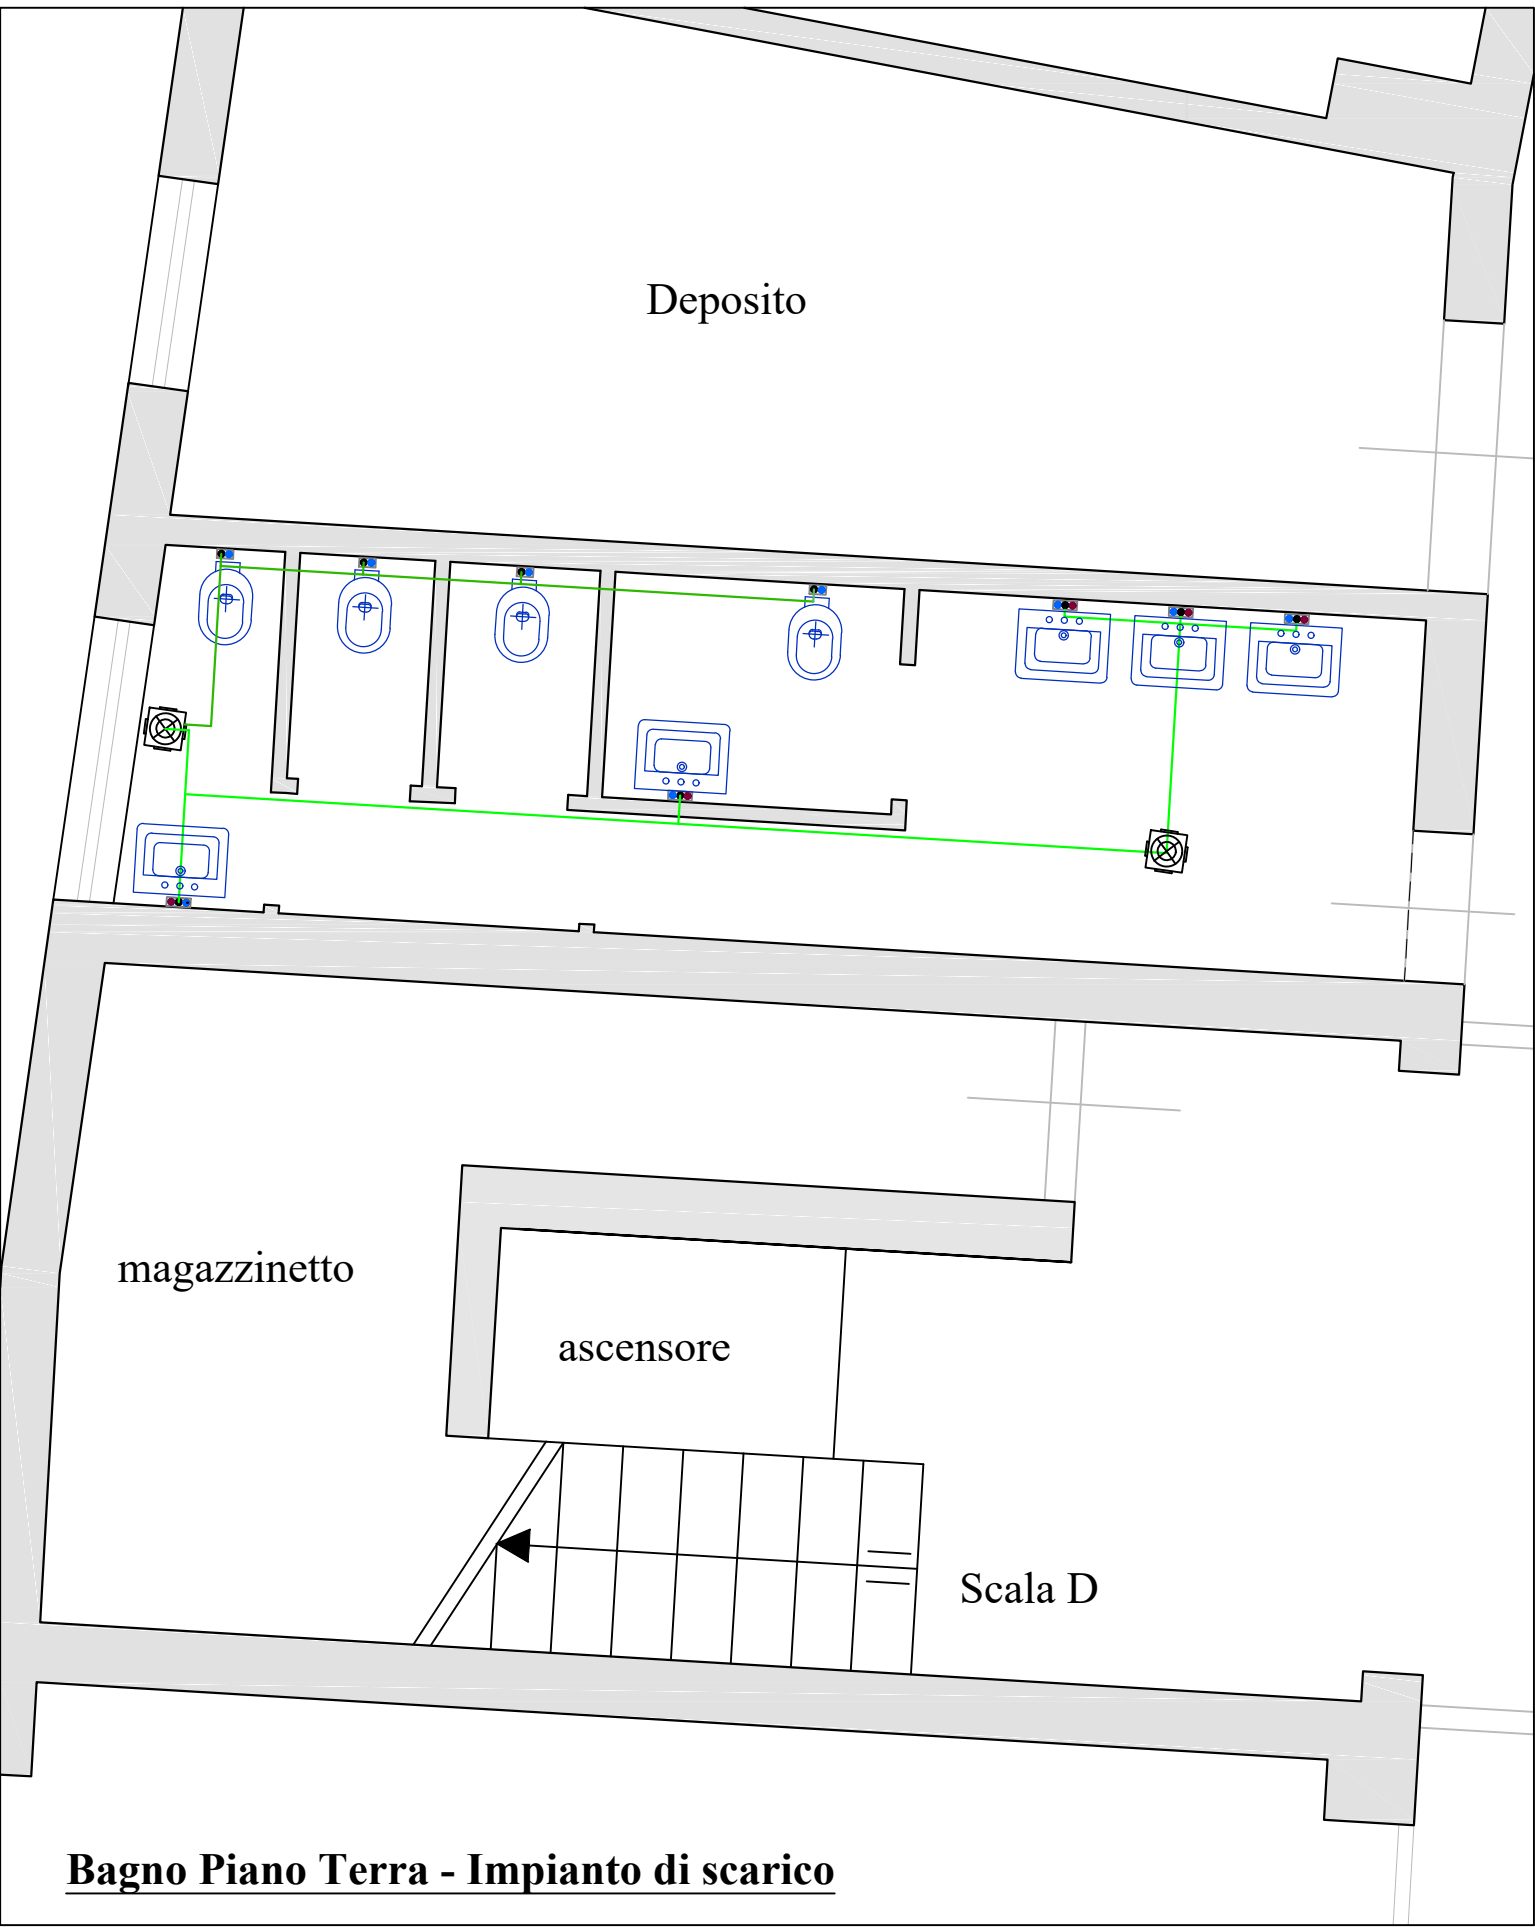 Deposito
magazzinetto
ascensore
Scala D
Bagno Piano Terra - Impianto di scarico